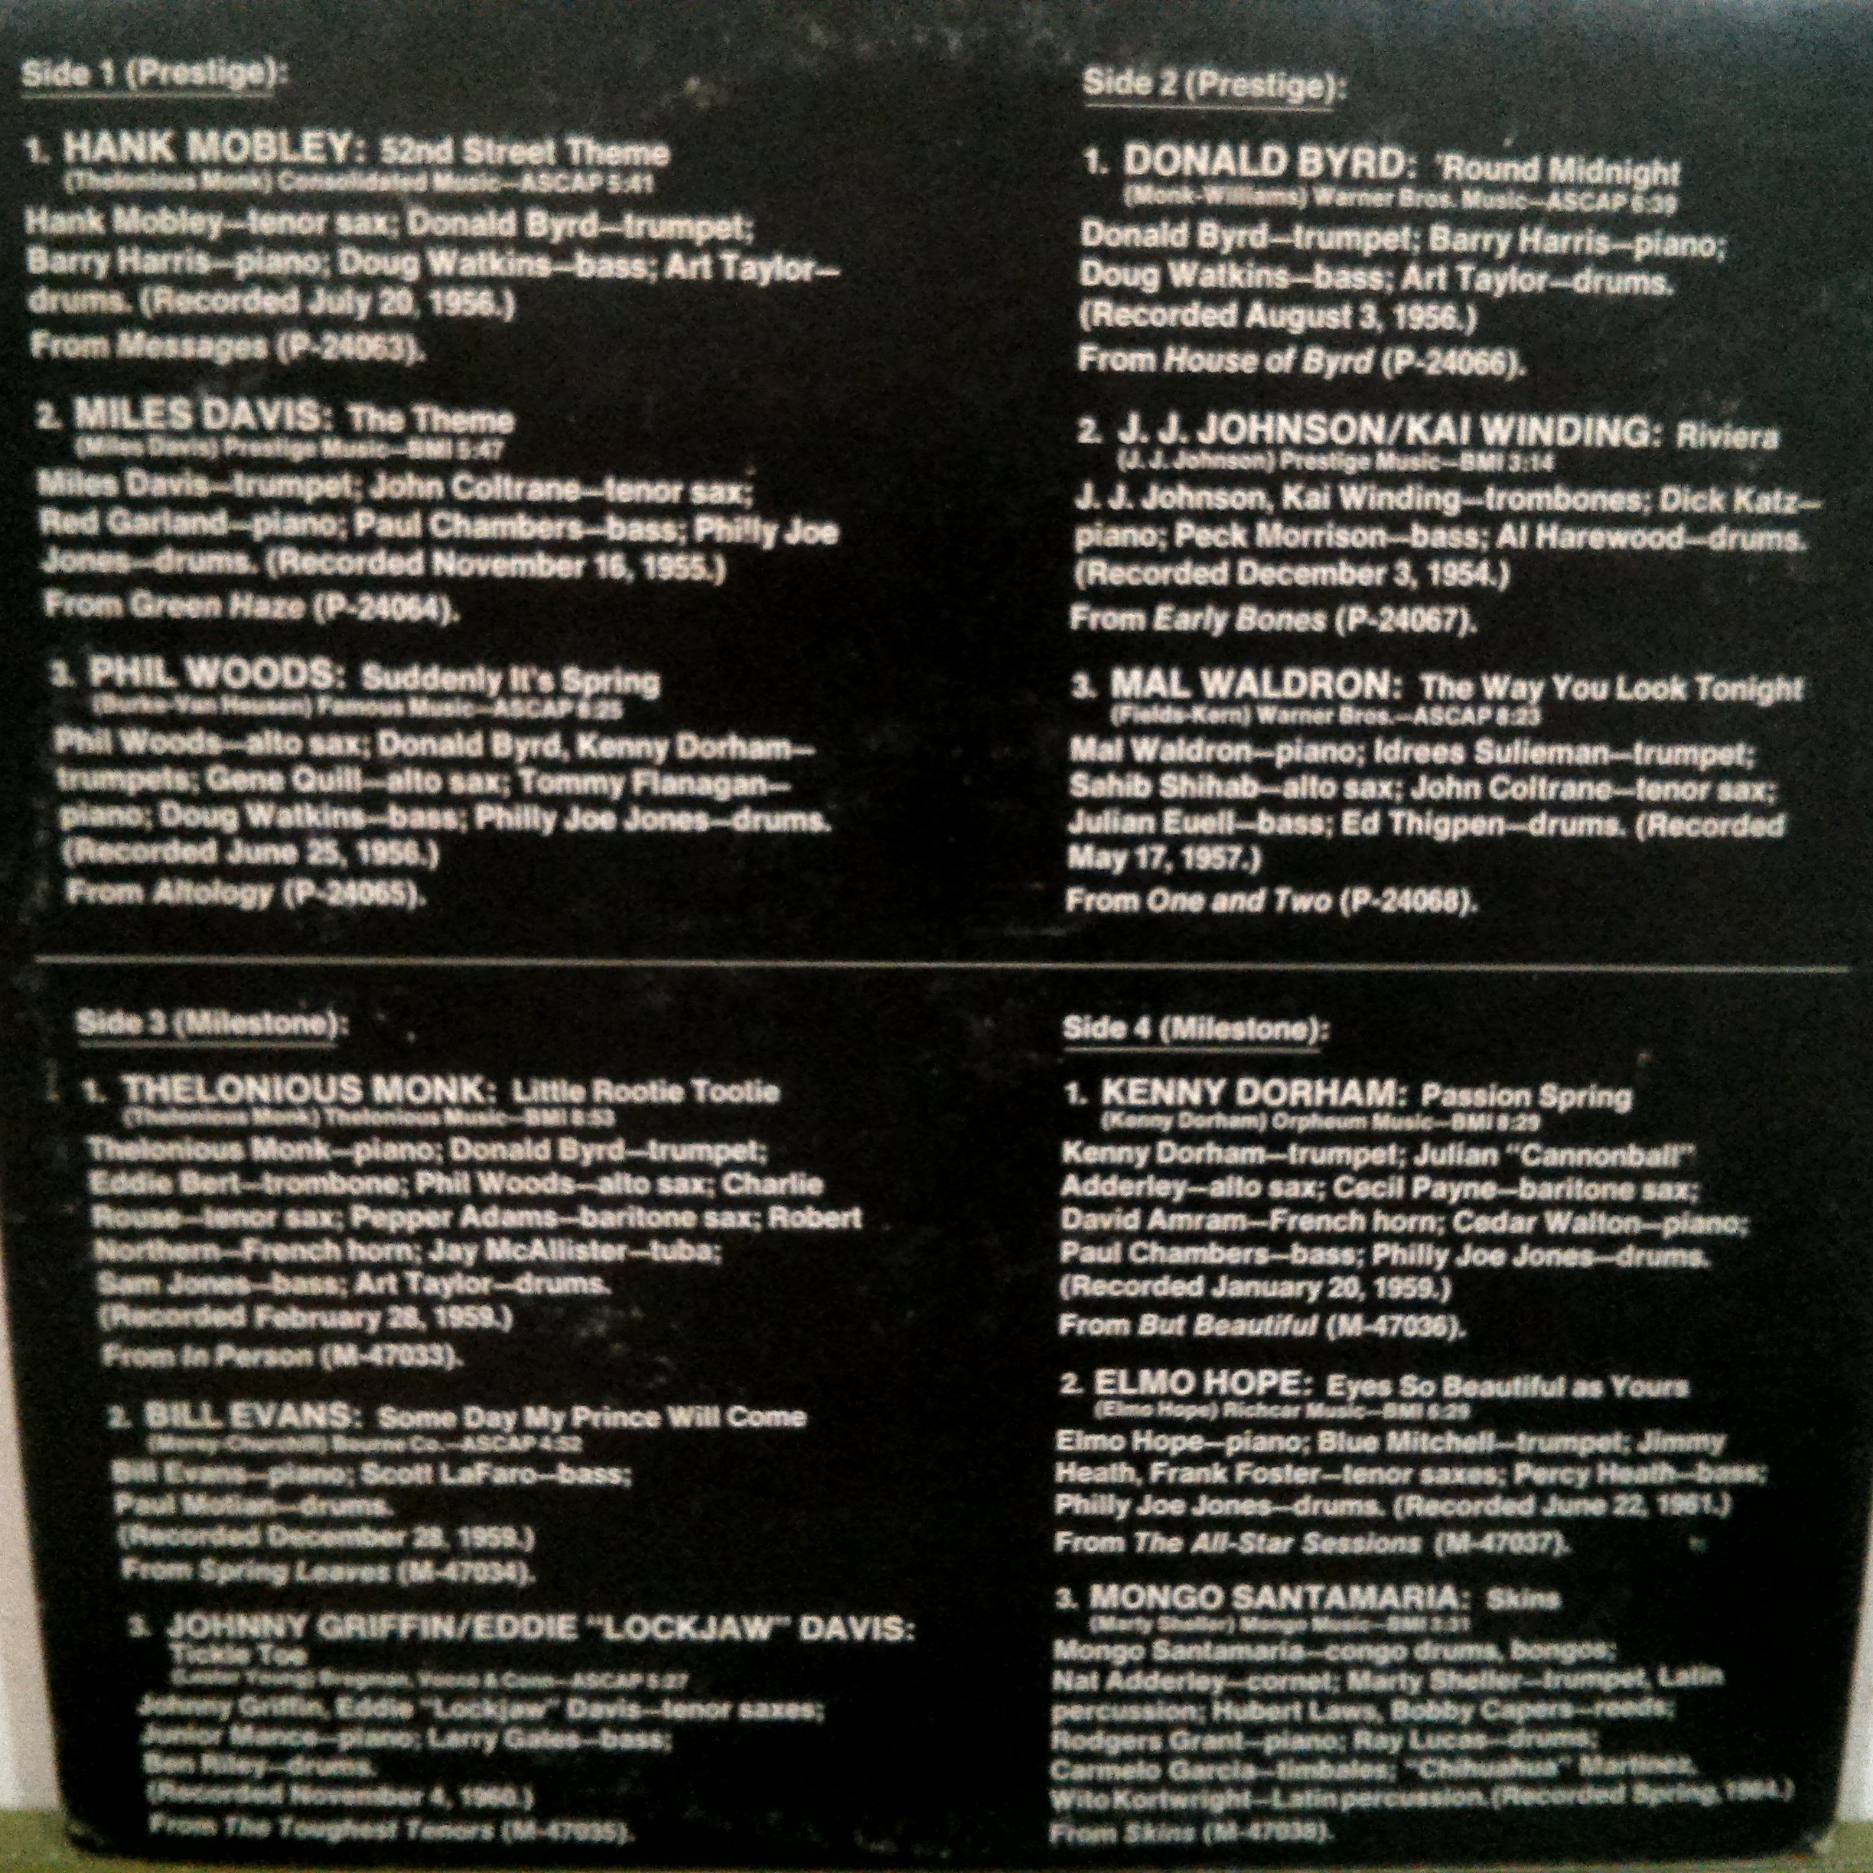 Side 1 (Prestige):
1. HANK MOBLEY: 52nd Street Theme
(Thelonious Monk) Consolidated Music—ASCAP 5:41
Hank Mobley—tenor sax; Donald Byrd—trumpet;
Barry Harris—piano; Doug Watkins—bass; Art Taylor—
drums. (Recorded July 20, 1956.)
From Messages (P-24063).
2. MILES DAVIS: The Theme
(Miles Davis) Prestige Music—BMI 5:47
Miles Davis—trumpet; John Coltrane—tenor sax;
Red Garland—piano; Paul Chambers—bass; Philly Joe
Jones—drums. (Recorded November 16, 1955.)
From Green Haze (P-24064).
3. PHIL WOODS: Suddenly It's Spring
(Burke-Van Heusen) Famous Music—ASCAP 6:25
Phil Woods—alto sax; Donald Byrd, Kenny Dorham—
trumpets; Gene Quill—alto sax; Tommy Flanagan—
piano; Doug Watkins—bass; Philly Joe Jones—drums.
(Recorded June 25, 1956.)
From Altology (P-24065).
Side 2 (Prestige):
1. DONALD BYRD: 'Round Midnight
(Monk-Williams) Warner Bros. Music—ASCAP 6:39
Donald Byrd—trumpet; Barry Harris—piano;
Doug Watkins—bass; Art Taylor—drums.
(Recorded August 3, 1956.)
From House of Byrd (P-24066).
2. J. J. JOHNSON/KAI WINDING: Riviera
(J. J. Johnson) Prestige Music—BMI 3:14
J. J. Johnson, Kai Winding—trombones; Dick Katz—
piano; Peck Morrison—bass; Al Harewood—drums.
(Recorded December 3, 1954.)
From Early Bones (P-24067).
3. MAL WALDRON: The Way You Look Tonight
(Fields-Kern) Warner Bros.—ASCAP 8:23
Mal Waldron—piano; Idrees Sulieman—trumpet;
Sahib Shihab—alto sax; John Coltrane—tenor sax;
Julian Euell—bass; Ed Thigpen—drums. (Recorded
May 17, 1957.)
From One and Two (P-24068).
Side 3 (Milestone):
1. THELONIOUS MONK: Little Rootie Tootie
(Thelonious Monk) Thelonious Music—BMI 8:53
Thelonious Monk—piano; Donald Byrd—trumpet;
Eddie Bert—trombone; Phil Woods—alto sax; Charlie
Rouse—tenor sax; Pepper Adams—baritone sax; Robert
Northern—French horn; Jay McAllister—tuba;
Sam Jones—bass; Art Taylor—drums.
(Recorded February 28, 1959.)
From In Person (M-47033).
2. BILL EVANS: Some Day My Prince Will Come
(Morey-Churchill) Bourne Co.—ASCAP 4:52
Bill Evans—piano; Scott LaFaro—bass;
Paul Motian—drums.
(Recorded December 28, 1959.)
From Spring Leaves (M-47034).
3. JOHNNY GRIFFIN/EDDIE "LOCKJAW" DAVIS:
Tickle Toe
(Lester Young) Bregman, Vocco & Conn—ASCAP 5:27
Johnny Griffin, Eddie "Lockjaw" Davis—tenor saxes;
Junior Mance—piano; Larry Gales—bass;
Ben Riley—drums.
(Recorded November 4, 1960.)
From The Toughest Tenors (M-47035).
Side 4 (Milestone):
1. KENNY DORHAM: Passion Spring
(Kenny Dorham) Orpheum Music—BMI 8:29
Kenny Dorham—trumpet; Julian "Cannonball"
Adderley—alto sax; Cecil Payne—baritone sax;
David Amram—French horn; Cedar Walton—piano;
Paul Chambers—bass; Philly Joe Jones—drums.
(Recorded January 20, 1959.)
From But Beautiful (M-47036).
2. ELMO HOPE: Eyes So Beautiful as Yours
(Elmo Hope) Richcar Music—BMI 6:29
Elmo Hope—piano; Blue Mitchell—trumpet; Jimmy
Heath, Frank Foster—tenor saxes; Percy Heath—bass;
Philly Joe Jones—drums. (Recorded June 22, 1961.)
From The All-Star Sessions (M-47037).
3. MONGO SANTAMARIA: Skins
(Marty Sheller) Mongo Music—BMI 3:31
Mongo Santamaria—congo drums, bongos;
Nat Adderley—cornet; Marty Sheller—trumpet, Latin
percussion; Hubert Laws, Bobby Capers—reeds;
Rodgers Grant—piano; Ray Lucas—drums;
Carmelo Garcia—timbales; "Chihuahua" Martinez,
Wito Kortwright—Latin percussion. (Recorded Spring, 1964.)
From Skins (M-47038).